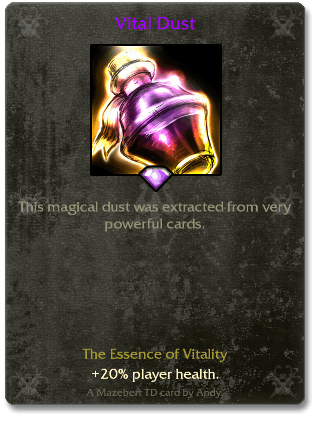 Vital Dust
This magical dust was extracted from very
powerful cards.
The Essence of Vitality
+20% player health.
A Mazebert TD card by Andy